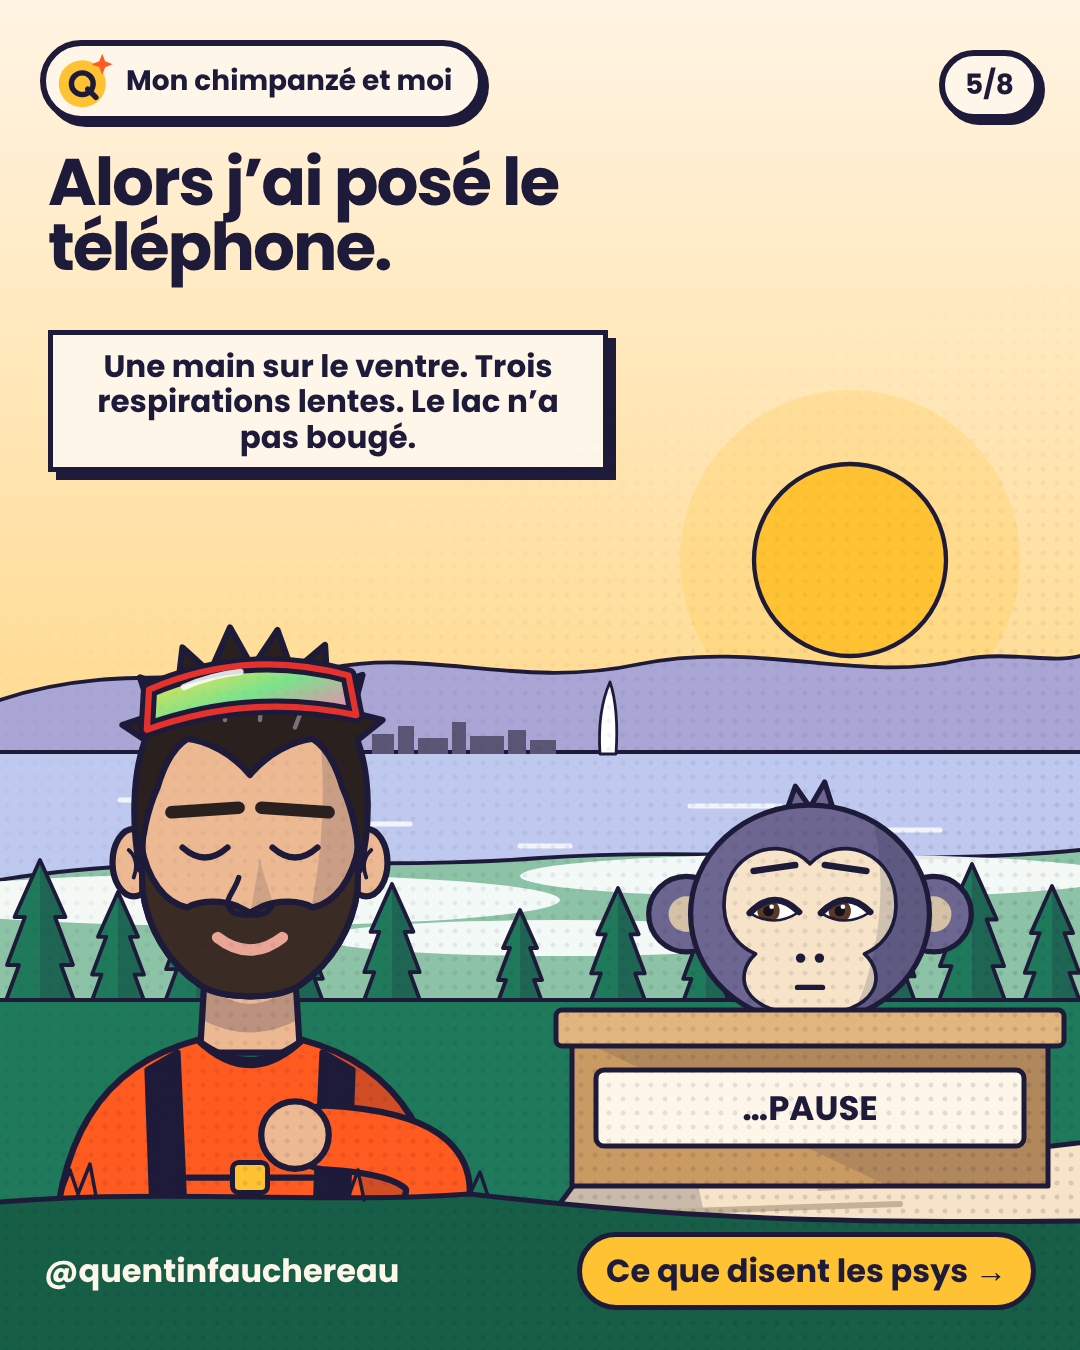 Q
Mon chimpanzé et moi
5/8
Alors j’ai posé le
téléphone.
Une main sur le ventre. Trois
respirations lentes. Le lac n’a
pas bougé.
...PAUSE
@quentinfauchereau
Ce que disent les psys →